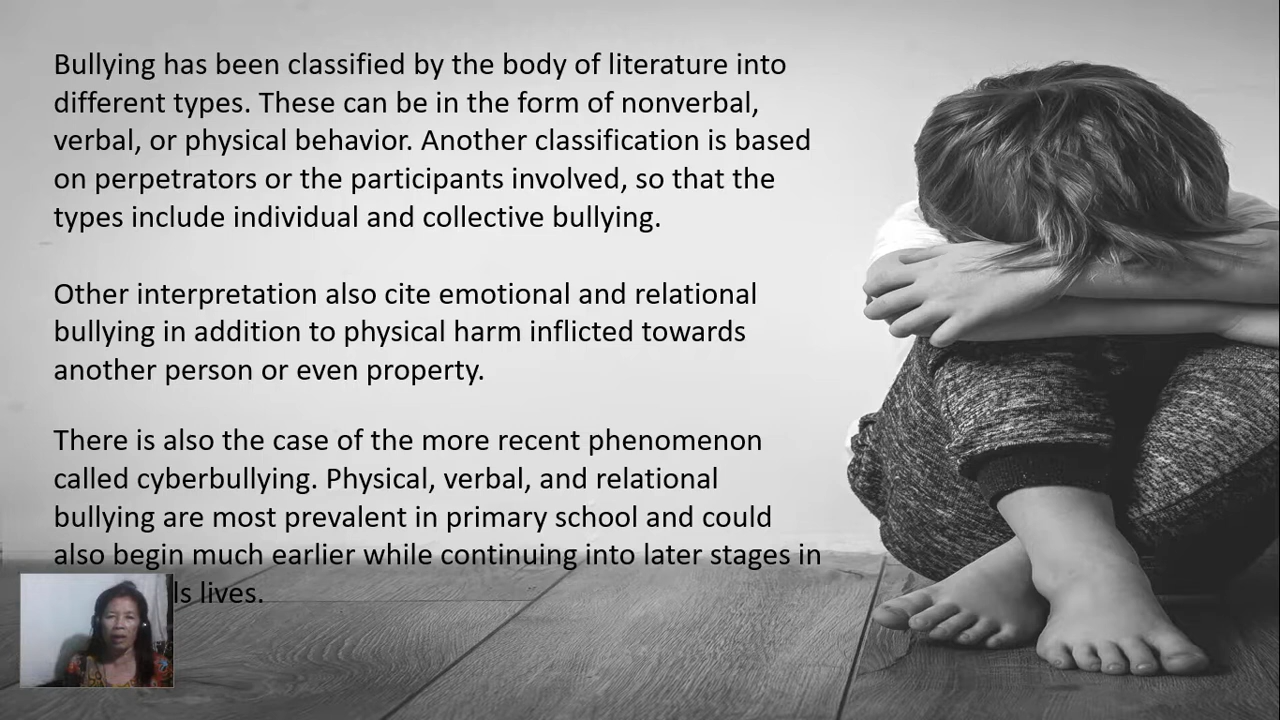 Bullying has been classified by the body of literature into
different types. These can be in the form of nonverbal,
verbal, or physical behavior. Another classification is based
on perpetrators or the participants involved, so that the
types include individual and collective bullying.
Other interpretation also cite emotional and relational
bullying in addition to physical harm inflicted towards
another person or even property.
There is also the case of the more recent phenomenon
called cyberbullying. Physical, verbal, and relational
bullying are most prevalent in primary school and could
also begin much earlier while continuing into later stages in
lives.